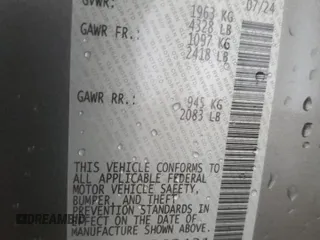 GVWR: 1963 KG 07/24
4328 LB
GAWR FR.: 1097 KG
2418 LB
GAWR RR.: 945 KG
2083 LB
THIS VEHICLE CONFORMS TO
ALL APPLICABLE FEDERAL
MOTOR VEHICLE SAFETY,
BUMPER, AND THEFT
PREVENTION STANDARDS IN
EFFECT ON THE DATE OF
MANUFACTURE SHOWN ABOVE.